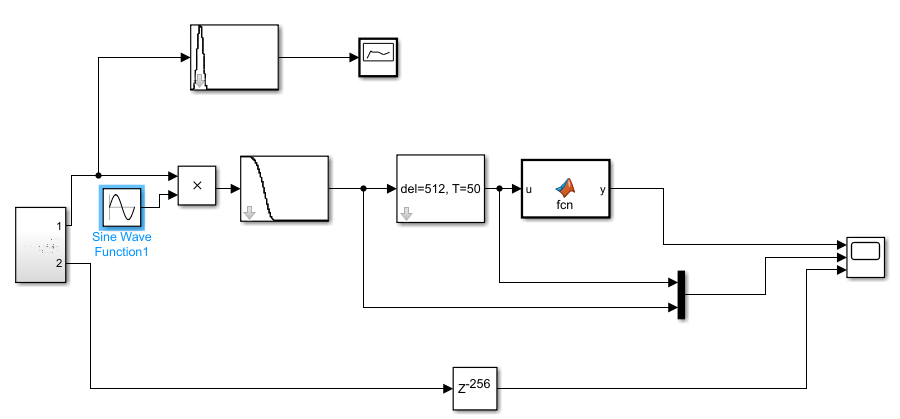 ×
del=512, T=50
u
y
fcn
Sine Wave
Function1
1
2
Z-256